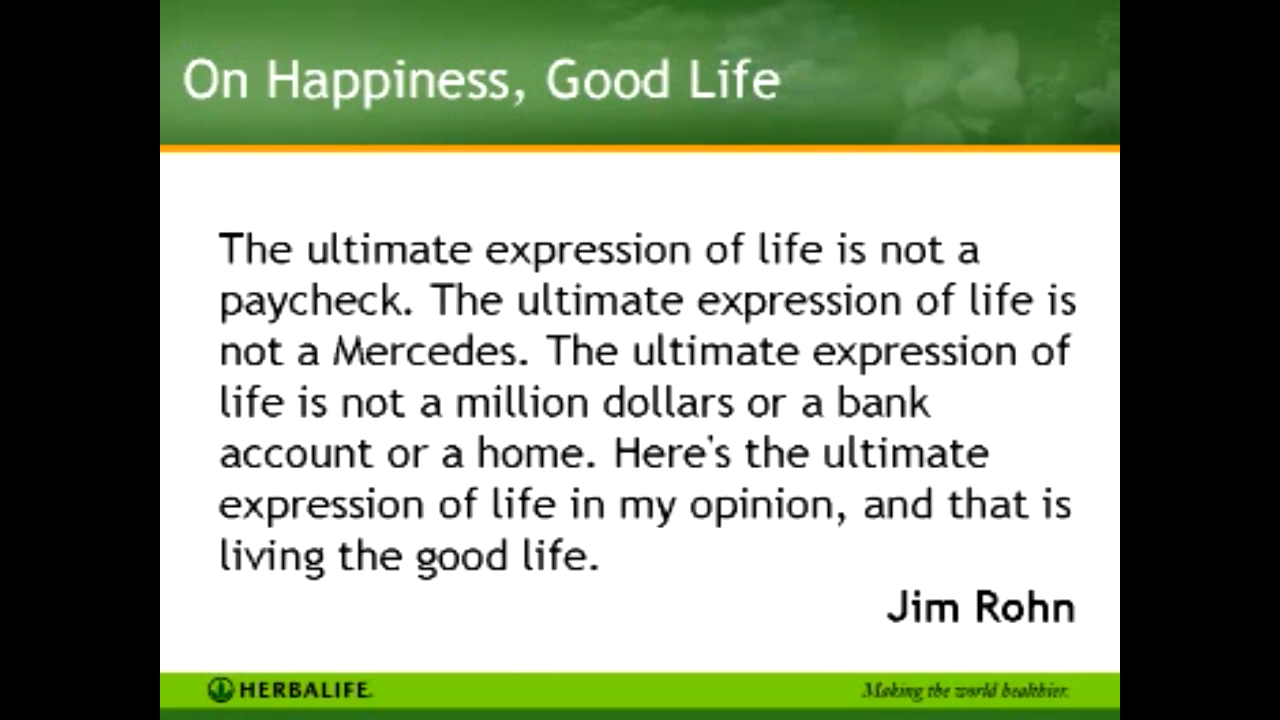 On Happiness, Good Life
The ultimate expression of life is not a
paycheck. The ultimate expression of life is
not a Mercedes. The ultimate expression of
life is not a million dollars or a bank
account or a home. Here's the ultimate
expression of life in my opinion, and that is
living the good life.
Jim Rohn
HERBALIFE.
Making the world healthier.